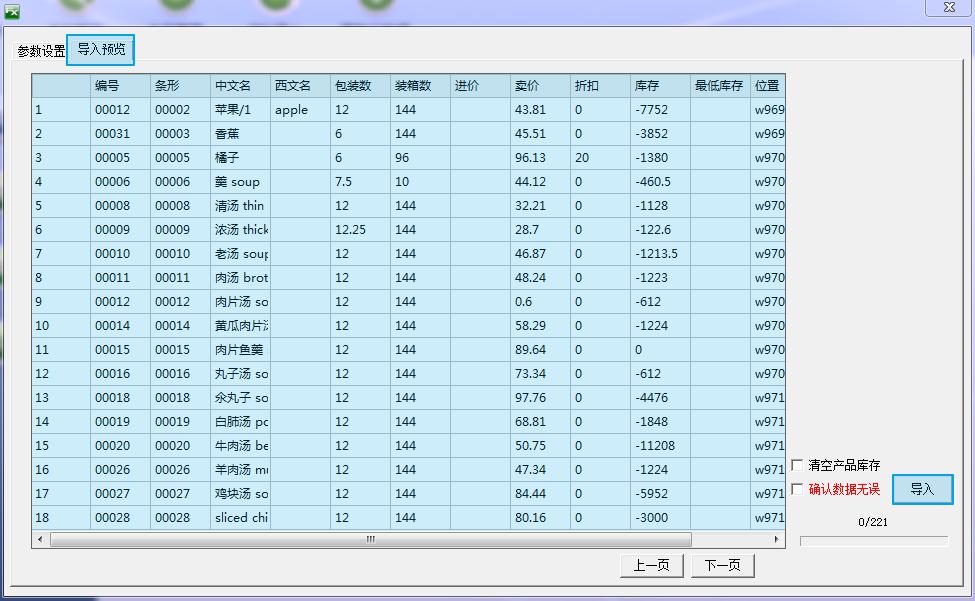 参数设置 导入预览
编号 条形 中文名 西文名 包装数 装箱数 进价 卖价 折扣 库存 最低库存 位置
1 00012 00002 苹果/1 apple 12 144 43.81 0 -7752 w969
2 00031 00003 香蕉 6 144 45.51 0 -3852 w969
3 00005 00005 橘子 6 96 96.13 20 -1380 w970
4 00006 00006 羹 soup 7.5 10 44.12 0 -460.5 w970
5 00008 00008 清汤 thin 12 144 32.21 0 -1128 w970
6 00009 00009 浓汤 thick 12.25 144 28.7 0 -122.6 w970
7 00010 00010 老汤 soup 12 144 46.87 0 -1213.5 w970
8 00011 00011 肉汤 brot 12 144 48.24 0 -1223 w970
9 00012 00012 肉片汤 so 12 144 0.6 0 -612 w970
10 00014 00014 黄瓜肉片汤 12 144 58.29 0 -1224 w970
11 00015 00015 肉片鱼羹 12 144 89.64 0 0 w970
12 00016 00016 丸子汤 so 12 144 73.34 0 -612 w970
13 00018 00018 汆丸子 so 12 144 97.76 0 -4476 w971
14 00019 00019 白肺汤 po 12 144 68.81 0 -1848 w971
15 00020 00020 牛肉汤 be 12 144 50.75 0 -11208 w971
16 00026 00026 羊肉汤 mu 12 144 47.34 0 -1224 w971
17 00027 00027 鸡块汤 so 12 144 84.44 0 -5952 w971
18 00028 00028 sliced chi 12 144 80.16 0 -3000 w971
清空产品库存
确认数据无误 导入
0/221
上一页 下一页